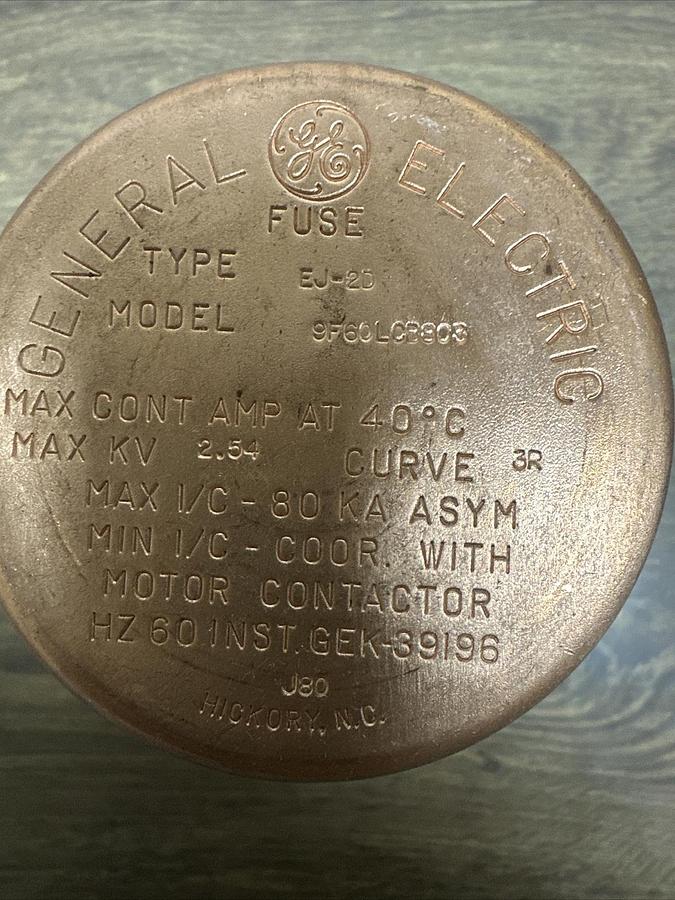 GENERAL GE ELECTRIC
FUSE
TYPE EJ-2D
MODEL 9F60LCB903
MAX CONT AMP AT 40°C
MAX KV 2.54 CURVE 3R
MAX I/C - 80 KA ASYM
MIN I/C - COOR. WITH
MOTOR CONTACTOR
HZ 60 INST. GEK-39196
J80
HICKORY, N.C.